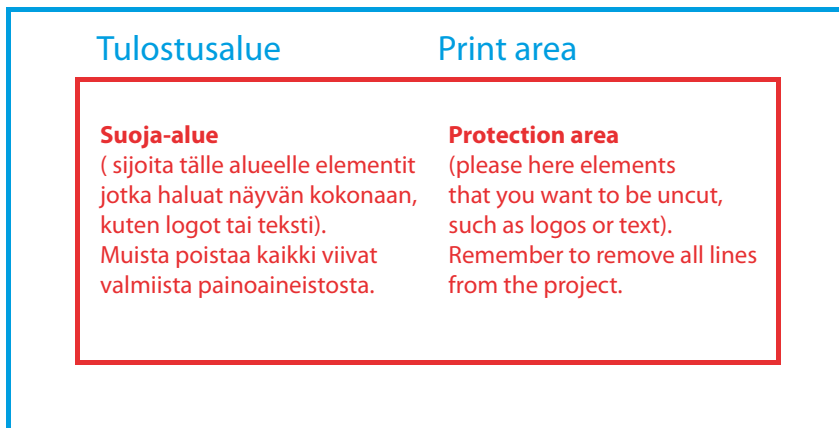 Tulostusalue
Print area
Suoja-alue
( sijoita tälle alueelle elementit
jotka haluat näyvän kokonaan,
kuten logot tai teksti).
Muista poistaa kaikki viivat
valmiista painoaineistosta.
Protection area
(please here elements
that you want to be uncut,
such as logos or text).
Remember to remove all lines
from the project.